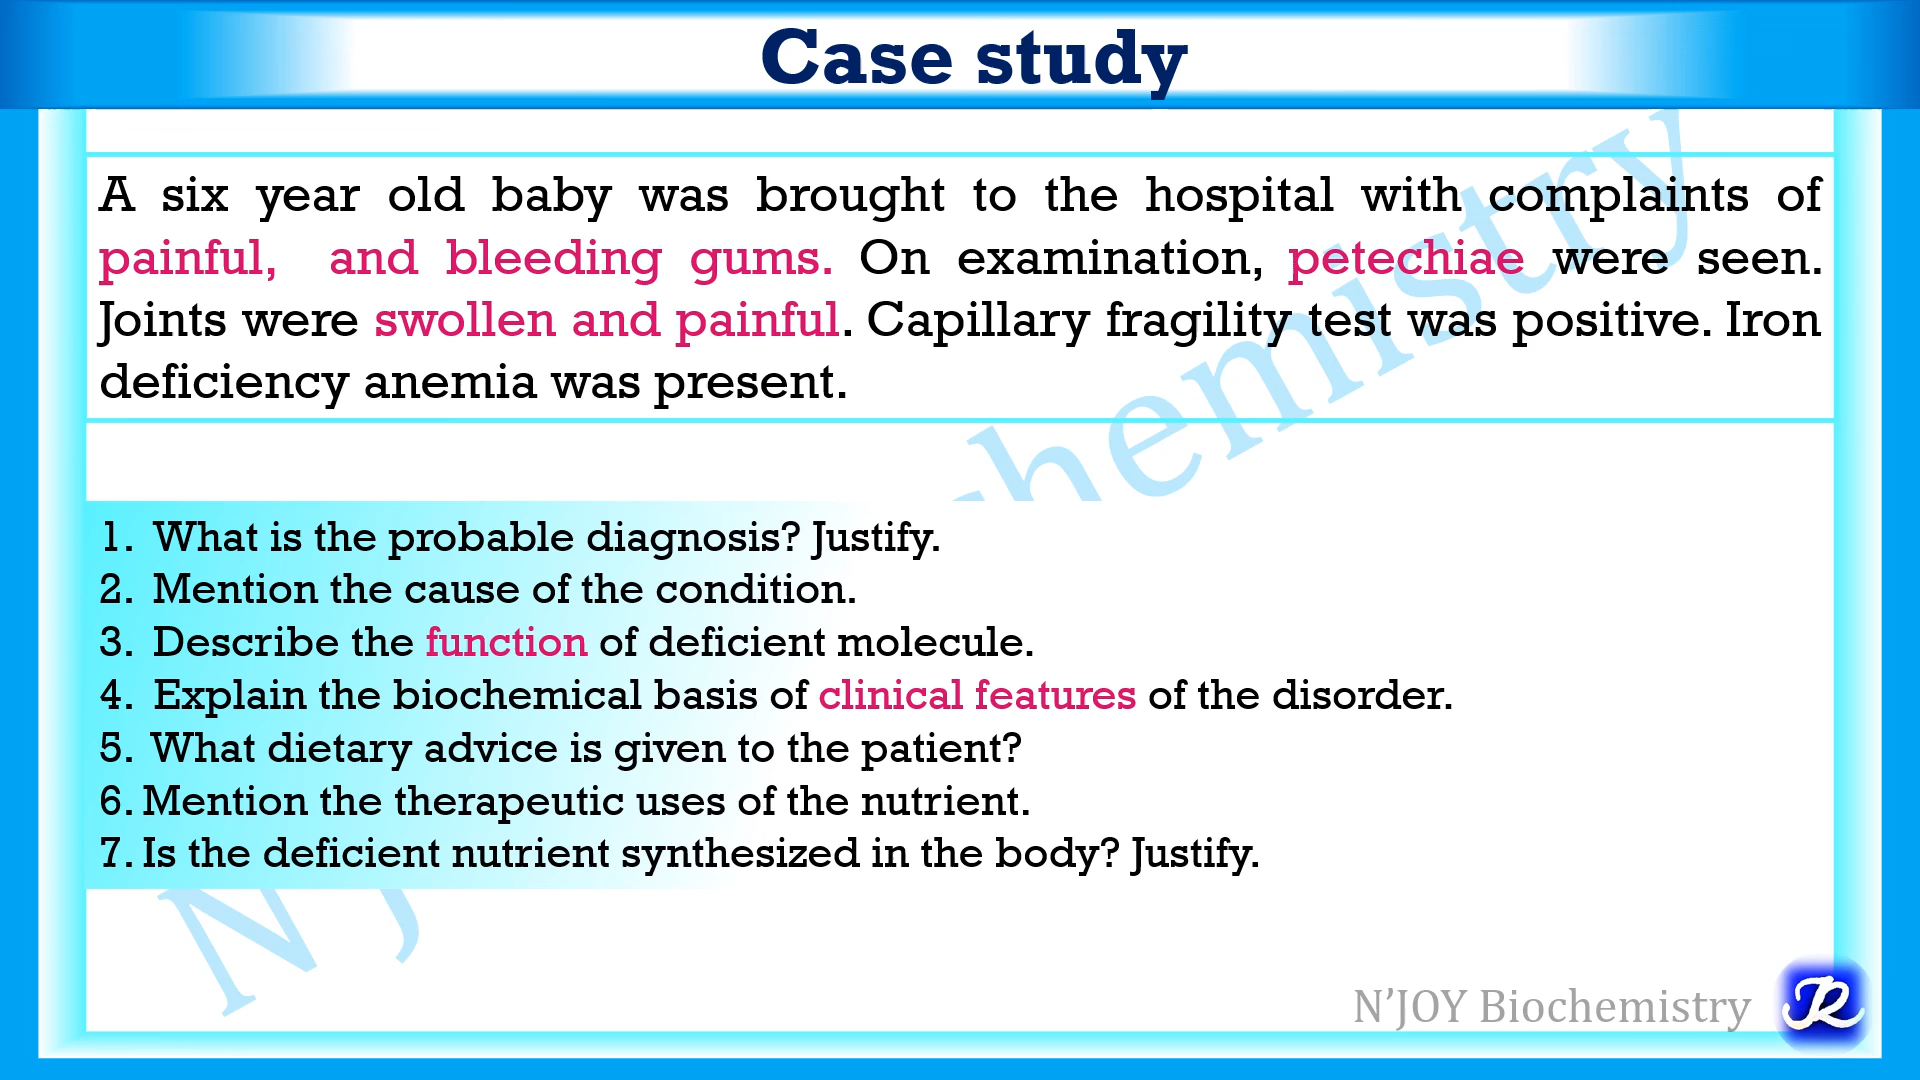 Case study
A six year old baby was brought to the hospital with complaints of
painful, and bleeding gums. On examination, petechiae were seen.
Joints were swollen and painful. Capillary fragility test was positive. Iron
deficiency anemia was present.
1. What is the probable diagnosis? Justify.
2. Mention the cause of the condition.
3. Describe the function of deficient molecule.
4. Explain the biochemical basis of clinical features of the disorder.
5. What dietary advice is given to the patient?
6. Mention the therapeutic uses of the nutrient.
7. Is the deficient nutrient synthesized in the body? Justify.
N'JOY Biochemistry